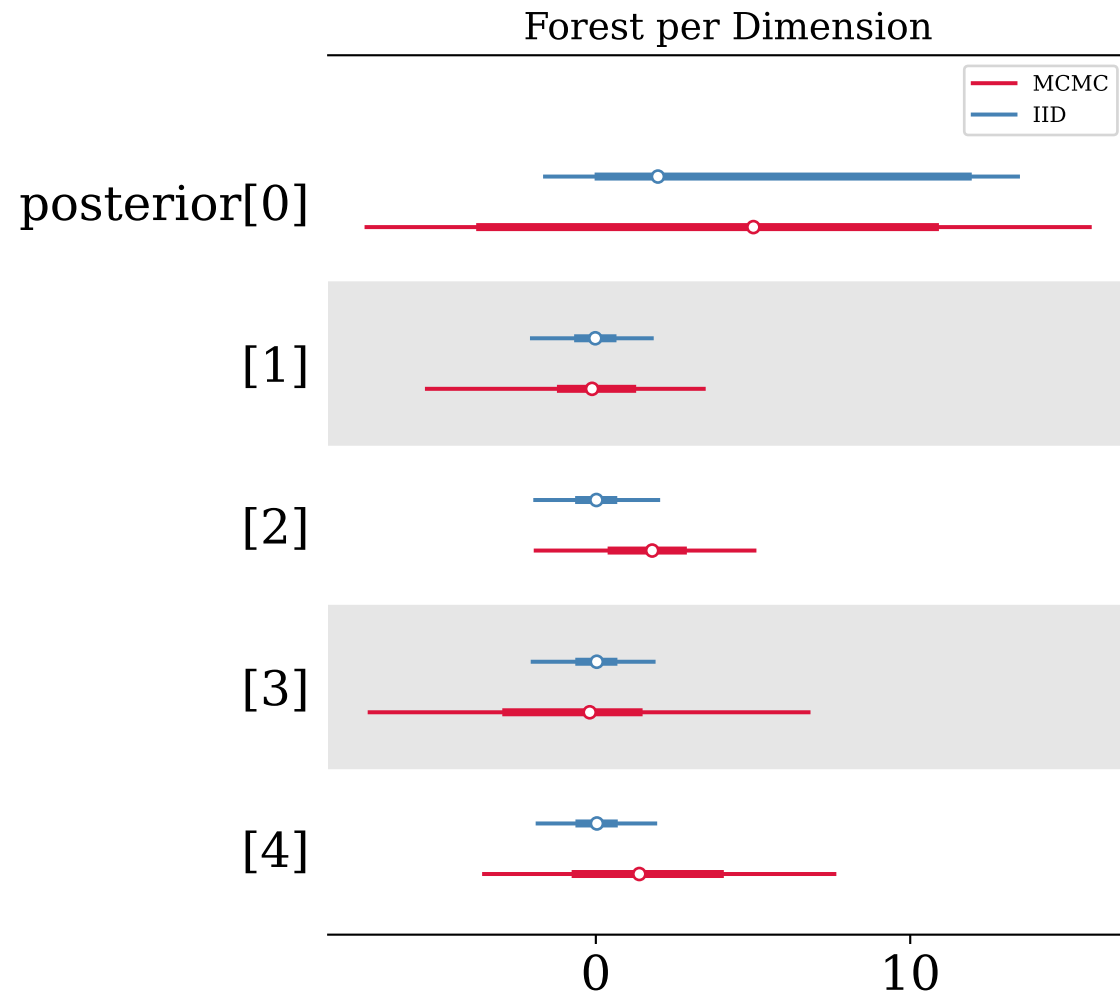 Forest per Dimension
MCMC
IID
posterior[0]
[1]
[2]
[3]
[4]
0 10